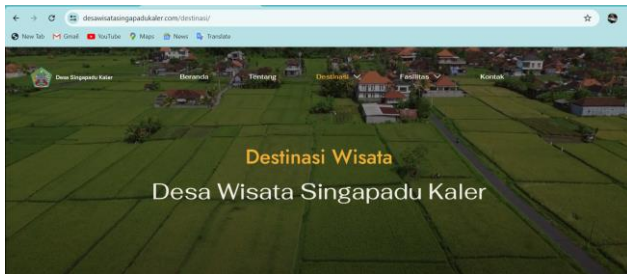 desawisatasingapadukaler.com/destinasi/
New Tab Gmail YouTube Maps News Translate
Desa Singapadu Kaler Beranda Tentang Destinasi Fasilitas Kontak
Destinasi Wisata
Desa Wisata Singapadu Kaler